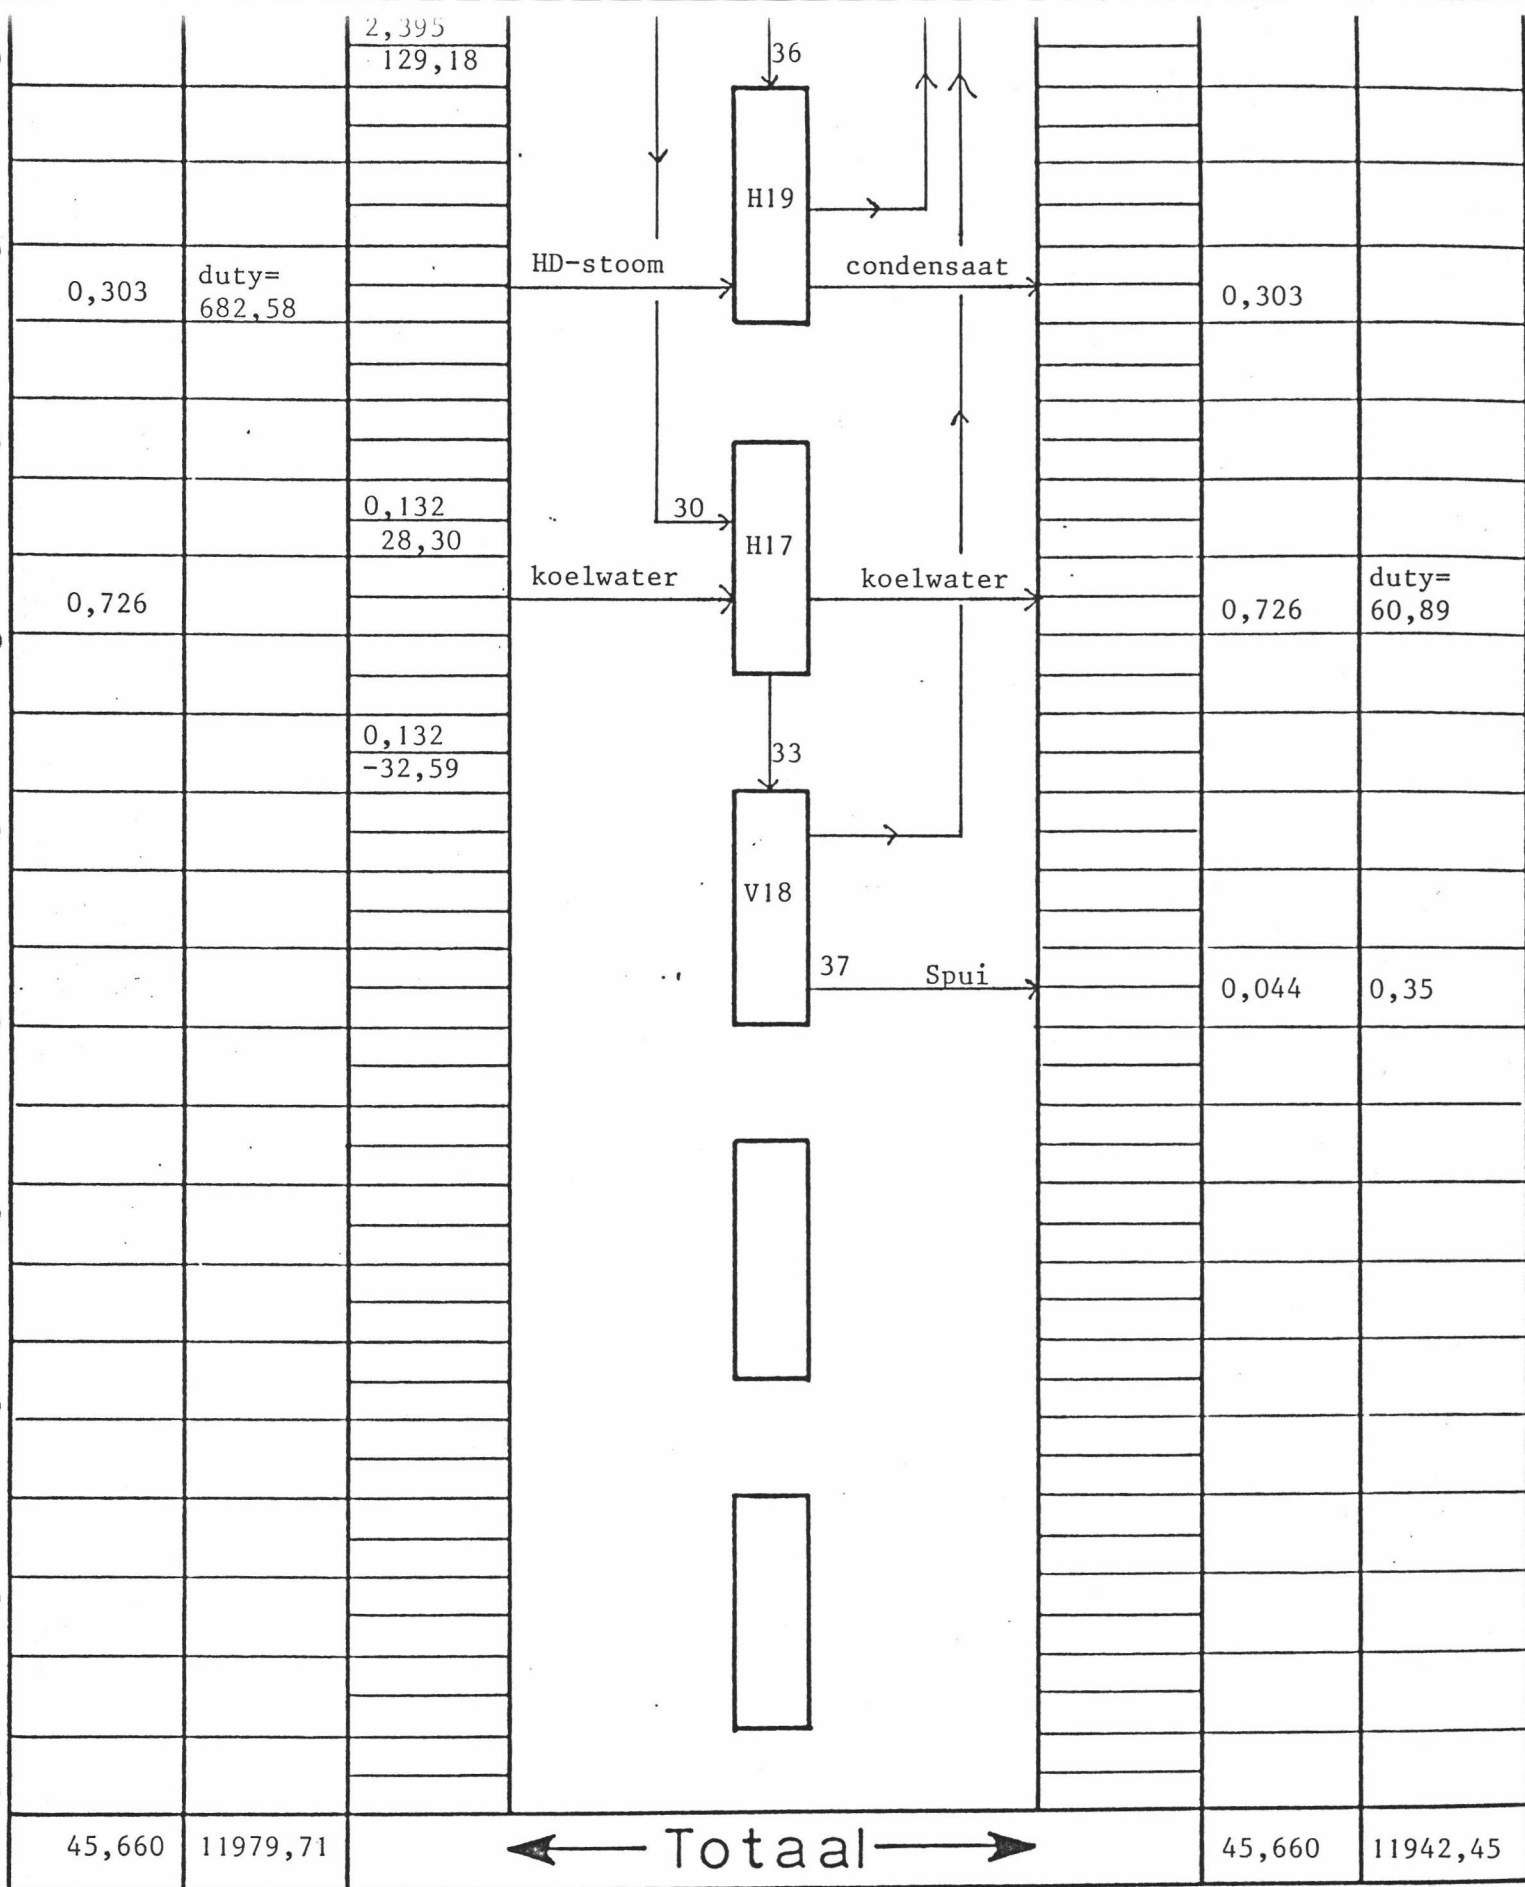 2,395
129,18
36
H19
HD-stoom
condensaat
0,303
duty=
682,58
0,303
0,132
28,30
30
H17
koelwater
koelwater
0,726
0,726
duty=
60,89
0,132
-32,59
33
V18
37
Spui
0,044
0,35
45,660
11979,71
Totaal
45,660
11942,45